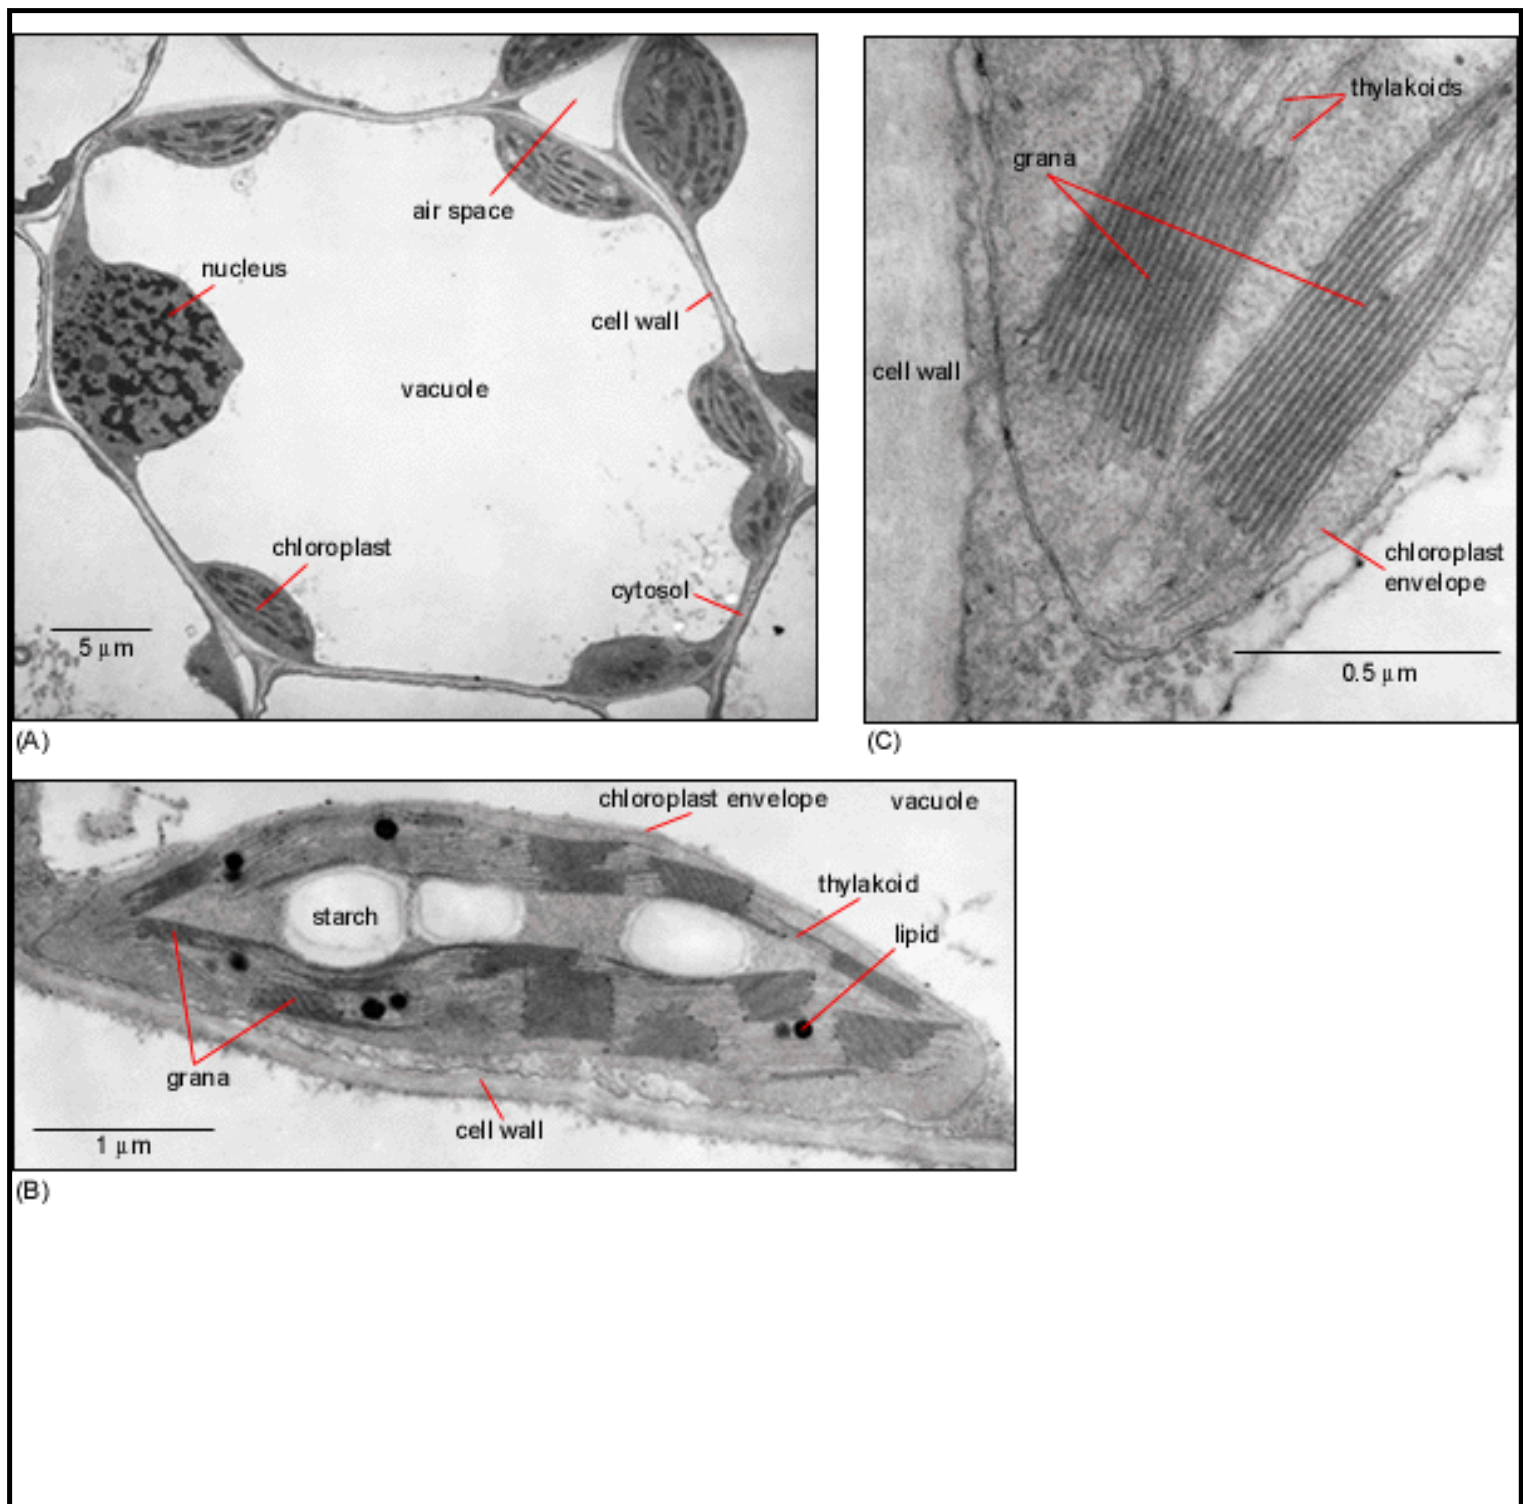 air space
nucleus
cell wall
vacuole
chloroplast
cytosol
5 μm
(A)
thylakoids
grana
cell wall
chloroplast
envelope
0.5 μm
(C)
chloroplast envelope
vacuole
thylakoid
starch
lipid
grana
cell wall
1 μm
(B)